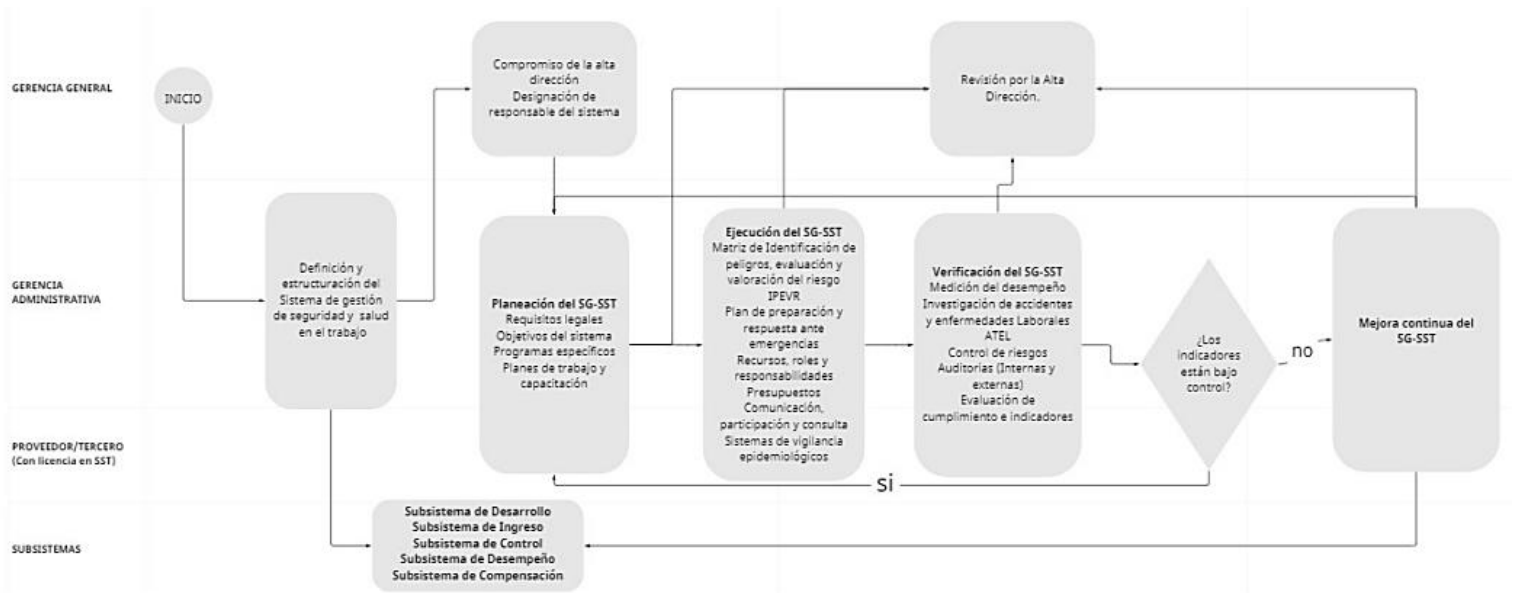 GERENCIA GENERAL
INICIO
Compromiso de la alta
dirección
Designación de
responsable del sistema
Revisión por la Alta
Dirección.
GERENCIA
ADMINISTRATIVA
Definición y
estructuración del
Sistema de gestión
de seguridad y salud
en el trabajo
Planeación del SG-SST
Requisitos legales
Objetivos del sistema
Programas específicos
Planes de trabajo y
capacitación
Ejecución del SG-SST
Matriz de Identificación de
peligros, evaluación y
valoración del riesgo
IPEVR
Plan de preparación y
respuesta ante
emergencias
Recursos, roles y
responsabilidades
Presupuestos
Comunicación,
participación y consulta
Sistemas de vigilancia
epidemiológicos
Verificación del SG-SST
Medición del desempeño
Investigación de accidentes
y enfermedades Laborales
ATEL
Control de riesgos
Auditorias (Internas y
externas)
Evaluación de
cumplimiento e indicadores
¿Los
indicadores
están bajo
control?
no
Mejora continua del
SG-SST
PROVEEDOR/TERCERO
(Con licencia en SST)
si
SUBSISTEMAS
Subsistema de Desarrollo
Subsistema de Ingreso
Subsistema de Control
Subsistema de Desempeño
Subsistema de Compensación